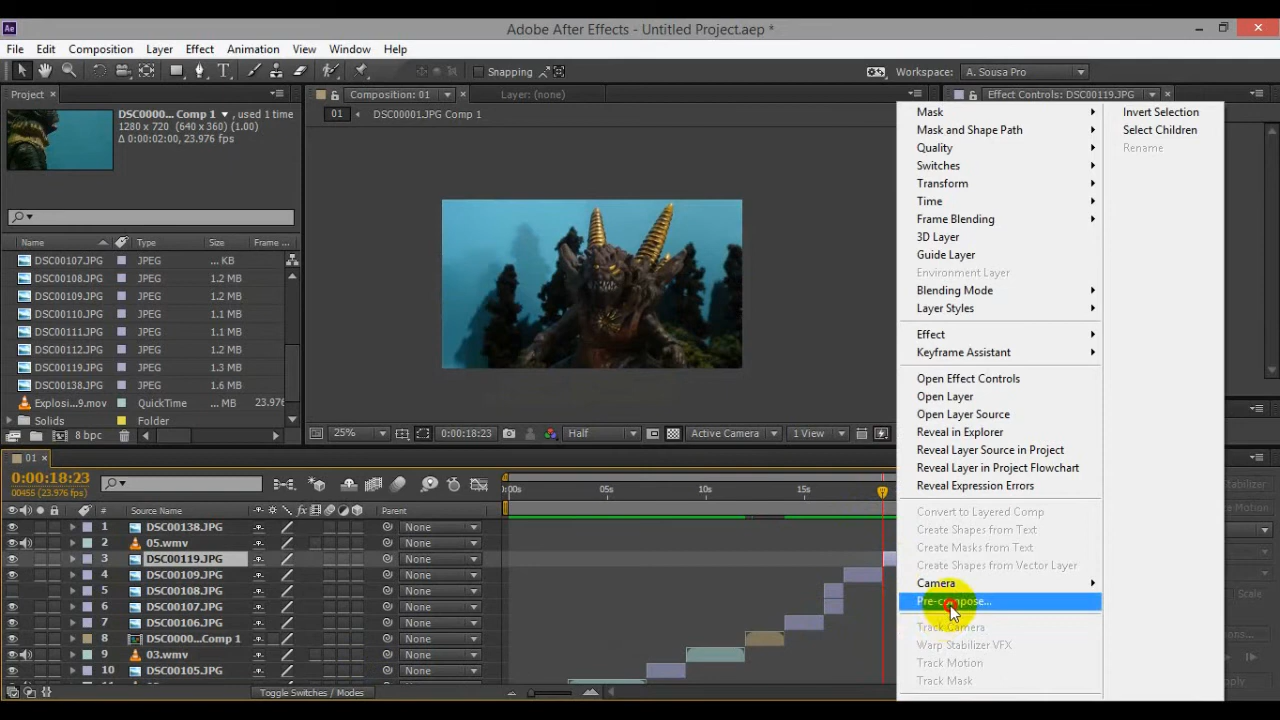 Ae
Adobe After Effects - Untitled Project.aep *
File Edit Composition Layer Effect Animation View Window Help
T Snapping Workspace: A. Sousa Pro
Project × Composition: 01 × Layer: (none) Effect Controls: DSC00119.JPG
DSC0000... Comp 1 ▼ , used 1 time
1280 x 720 (640 x 360) (1.00)
Δ 0:00:02:00, 23.976 fps
01 DSC00001.JPG Comp 1
Name Type Size Frame ...
DSC00107.JPG JPEG ... KB
DSC00108.JPG JPEG 1.2 MB
DSC00109.JPG JPEG 1.2 MB
DSC00110.JPG JPEG 1.1 MB
DSC00111.JPG JPEG 1.1 MB
DSC00112.JPG JPEG 1.2 MB
DSC00119.JPG JPEG 1.3 MB
DSC00138.JPG JPEG 1.6 MB
Explosi...9.mov QuickTime ... MB 23.976
Solids Folder
8 bpc
25% 0:00:18:23 Half Active Camera 1 View
Mask
Mask and Shape Path
Quality
Switches
Transform
Time
Frame Blending
3D Layer
Guide Layer
Environment Layer
Blending Mode
Layer Styles
Effect
Keyframe Assistant
Open Effect Controls
Open Layer
Open Layer Source
Reveal in Explorer
Reveal Layer Source in Project
Reveal Layer in Project Flowchart
Reveal Expression Errors
Convert to Layered Comp
Create Shapes from Text
Create Masks from Text
Create Shapes from Vector Layer
Camera
Pre-compose...
Track Camera
Warp Stabilizer VFX
Track Motion
Track Mask
Invert Selection
Select Children
Rename
01 ×
0:00:18:23
00455 (23.976 fps)
:00s 05s 10s 15s
# Source Name Parent
1 DSC00138.JPG None
2 05.wmv None
3 DSC00119.JPG None
4 DSC00109.JPG None
5 DSC00108.JPG None
6 DSC00107.JPG None
7 DSC00106.JPG None
8 DSC0000...Comp 1 None
9 03.wmv None
10 DSC00105.JPG None
Toggle Switches / Modes